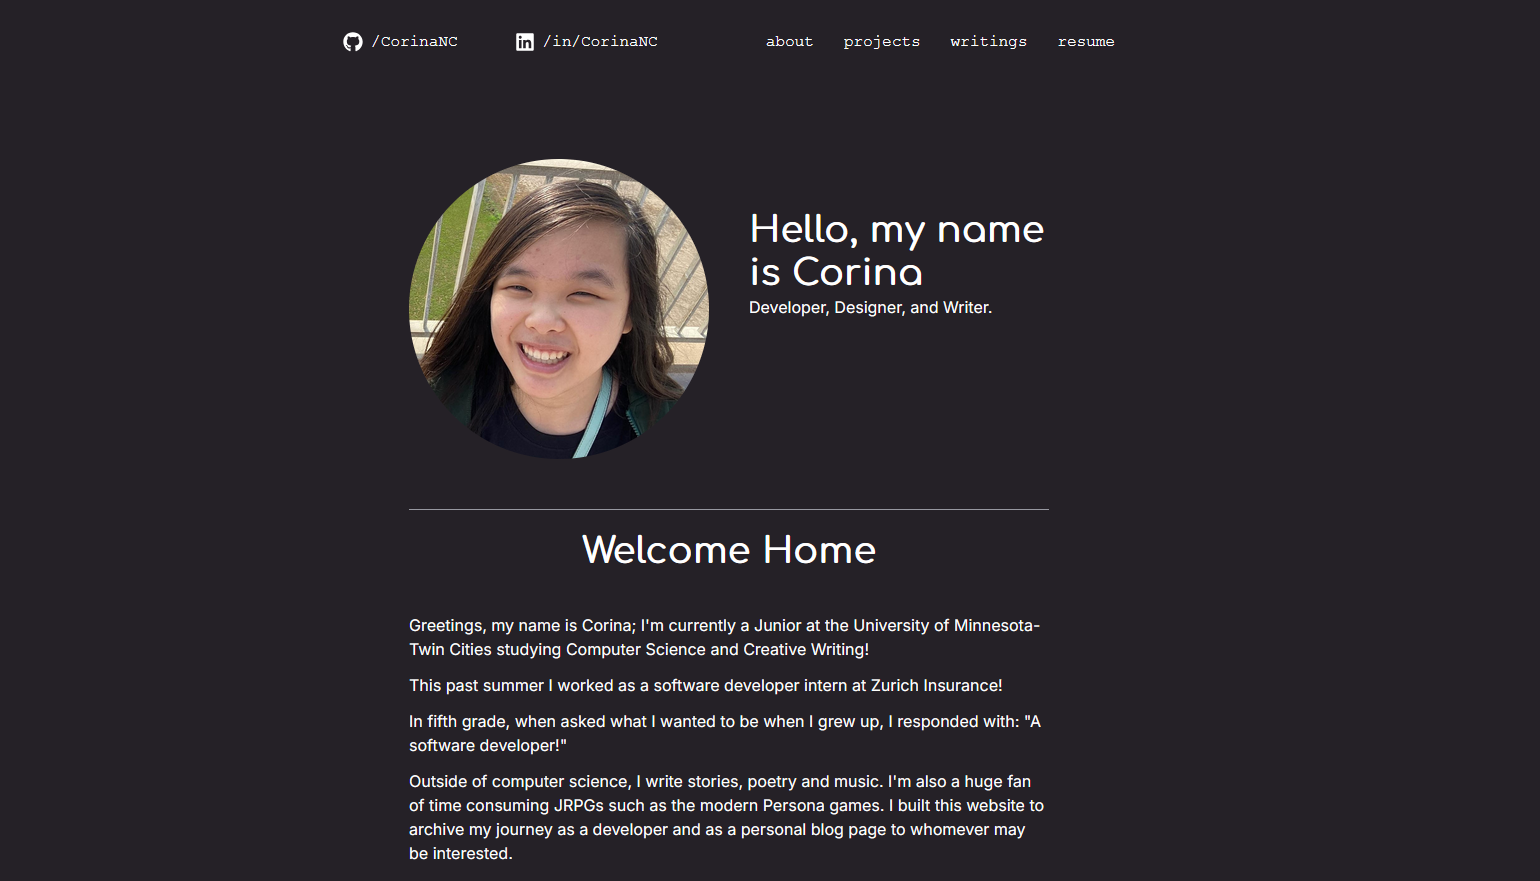 /CorinaNC
in /in/CorinaNC
about
projects
writings
resume
Hello, my name
is Corina
Developer, Designer, and Writer.
Welcome Home
Greetings, my name is Corina; I'm currently a Junior at the University of Minnesota-
Twin Cities studying Computer Science and Creative Writing!
This past summer I worked as a software developer intern at Zurich Insurance!
In fifth grade, when asked what I wanted to be when I grew up, I responded with: "A
software developer!"
Outside of computer science, I write stories, poetry and music. I'm also a huge fan
of time consuming JRPGs such as the modern Persona games. I built this website to
archive my journey as a developer and as a personal blog page to whomever may
be interested.